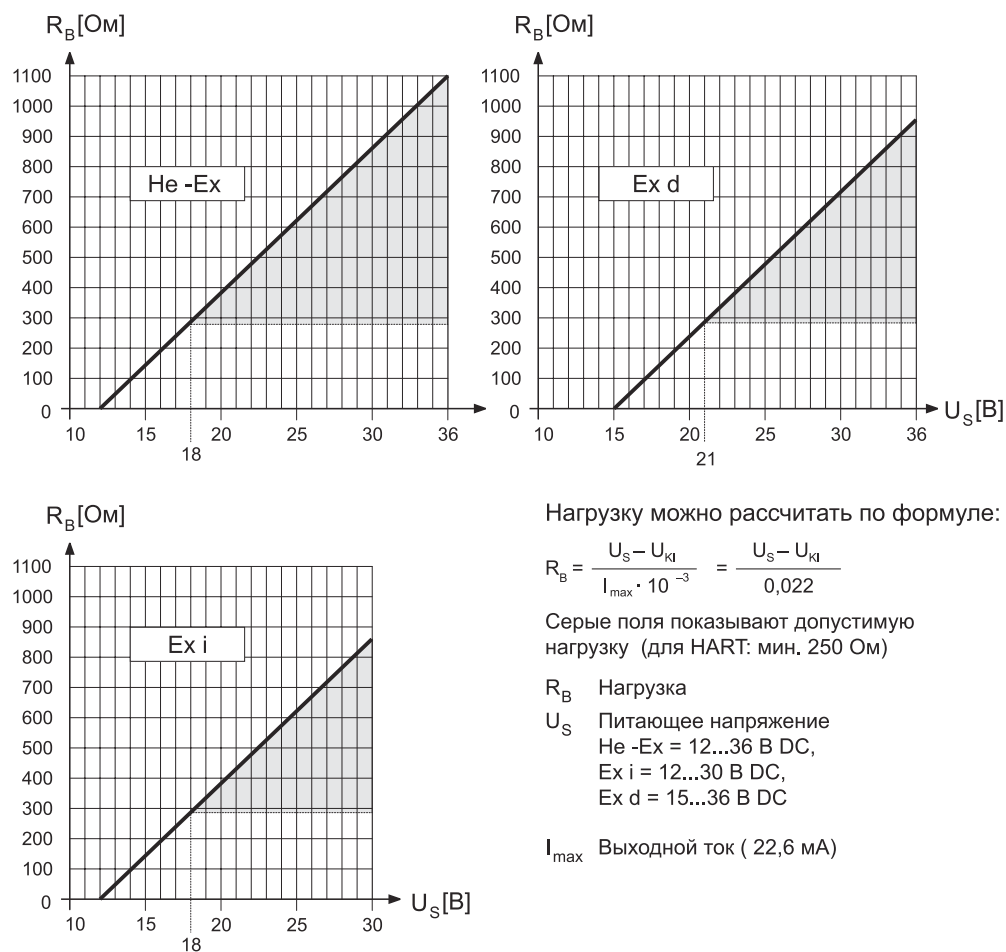 R_B[Ом]
1100
1000
900
800
700
600
500
400
300
200
100
0
Не -Ex
10 15 20 25 30 36
18
R_B[Ом]
1100
1000
900
800
700
600
500
400
300
200
100
0
Ex d
10 15 20 25 30 36
21
U_S[В]
R_B[Ом]
1100
1000
900
800
700
600
500
400
300
200
100
0
Ex i
10 15 20 25 30
18
U_S[В]
Нагрузку можно рассчитать по формуле:
R_B = (U_S – U_KI) / (I_max · 10^–3) = (U_S – U_KI) / 0,022
Серые поля показывают допустимую
нагрузку (для HART: мин. 250 Ом)
R_B Нагрузка
U_S Питающее напряжение
Не -Ex = 12...36 В DC,
Ex i = 12...30 В DC,
Ex d = 15...36 В DC
I_max Выходной ток ( 22,6 мА)